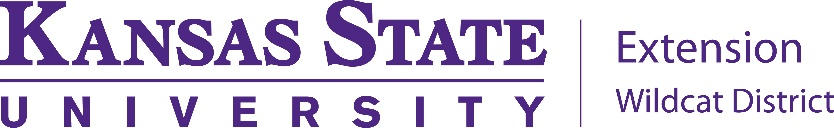 KANSAS STATE
UNIVERSITY
Extension
Wildcat District